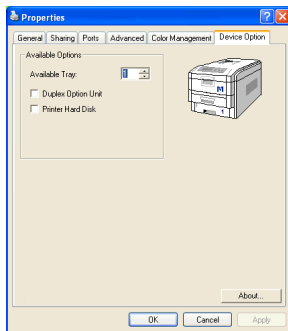 Properties
General Sharing Ports Advanced Color Management Device Option
Available Options
Available Tray: 1
Duplex Option Unit
Printer Hard Disk
M
1
About...
OK Cancel Apply